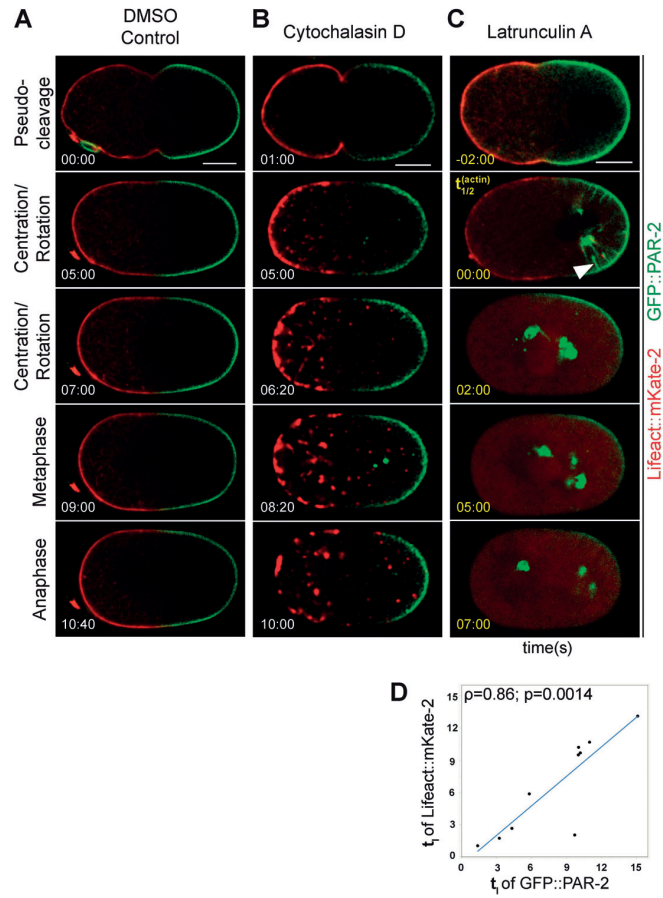 A
DMSO
Control
B
Cytochalasin D
C
Latrunculin A
Pseudo-
cleavage
00:00
01:00
-02:00
Centration/
Rotation
05:00
05:00
t1/2(actin)
00:00
Centration/
Rotation
07:00
06:20
02:00
Metaphase
09:00
08:20
05:00
Anaphase
10:40
10:00
07:00
Lifeact::mKate-2 GFP::PAR-2
time(s)
D
ρ=0.86; p=0.0014
tI of Lifeact::mKate-2
15
12
9
6
3
0
0 3 6 9 12 15
tI of GFP::PAR-2